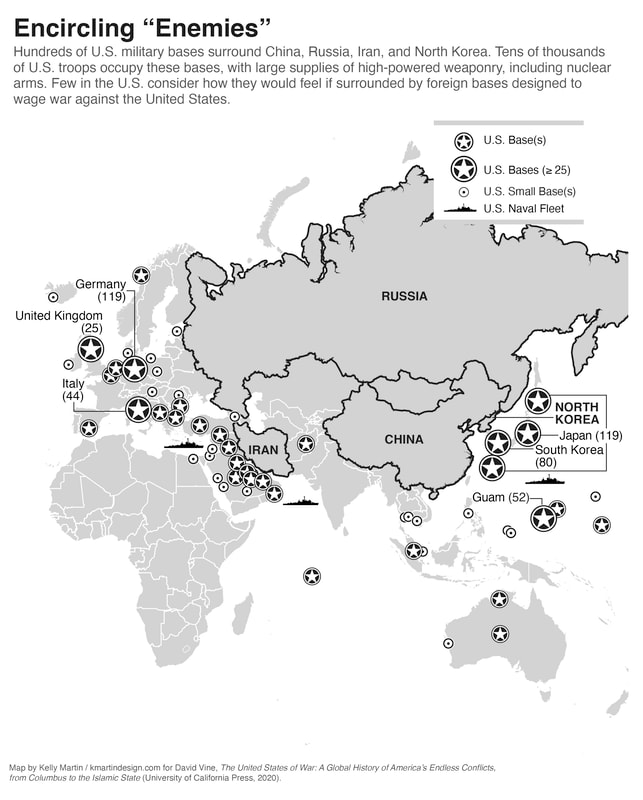 Encircling “Enemies”
Hundreds of U.S. military bases surround China, Russia, Iran, and North Korea. Tens of thousands
of U.S. troops occupy these bases, with large supplies of high-powered weaponry, including nuclear
arms. Few in the U.S. consider how they would feel if surrounded by foreign bases designed to
wage war against the United States.
U.S. Base(s)
U.S. Bases (≥ 25)
U.S. Small Base(s)
U.S. Naval Fleet
Germany
(119)
United Kingdom
(25)
Italy
(44)
RUSSIA
IRAN
CHINA
NORTH
KOREA
Japan (119)
South Korea
(80)
Guam (52)
Map by Kelly Martin / kmartindesign.com for David Vine, The United States of War: A Global History of America’s Endless Conflicts,
from Columbus to the Islamic State (University of California Press, 2020).